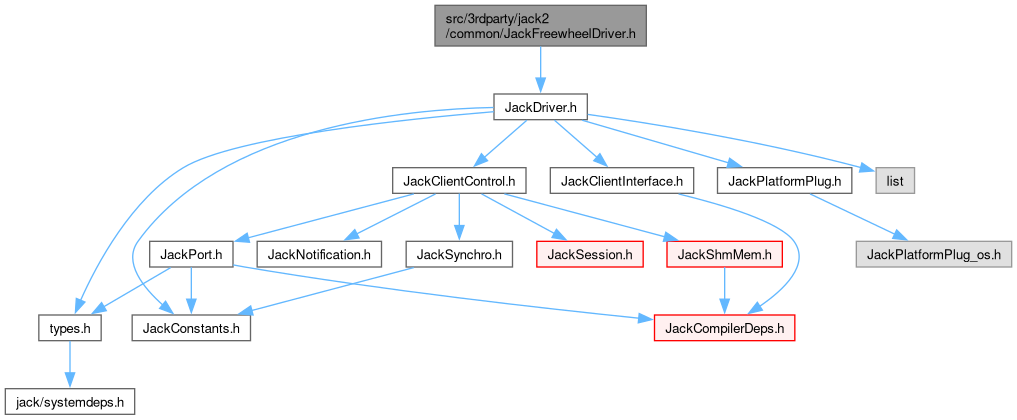 src/3rdparty/jack2
/common/JackFreewheelDriver.h
JackDriver.h
JackClientControl.h
JackClientInterface.h
JackPlatformPlug.h
list
JackPort.h
JackNotification.h
JackSynchro.h
JackSession.h
JackShmMem.h
JackPlatformPlug_os.h
types.h
JackConstants.h
JackCompilerDeps.h
jack/systemdeps.h